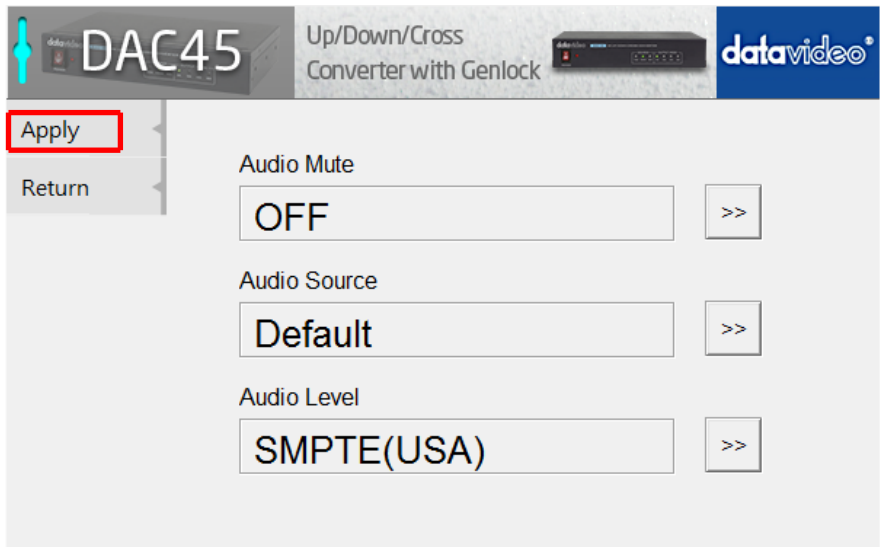 DAC45
Up/Down/Cross
Converter with Genlock
datavideo®
Apply
Return
Audio Mute
OFF
>>
Audio Source
Default
>>
Audio Level
SMPTE(USA)
>>